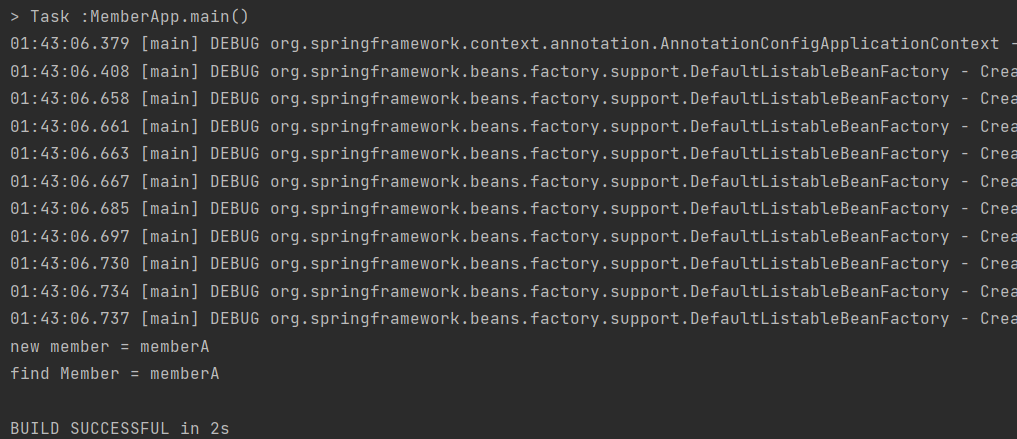 > Task :MemberApp.main()
01:43:06.379 [main] DEBUG org.springframework.context.annotation.AnnotationConfigApplicationContext -
01:43:06.408 [main] DEBUG org.springframework.beans.factory.support.DefaultListableBeanFactory - Crea
01:43:06.658 [main] DEBUG org.springframework.beans.factory.support.DefaultListableBeanFactory - Crea
01:43:06.661 [main] DEBUG org.springframework.beans.factory.support.DefaultListableBeanFactory - Crea
01:43:06.663 [main] DEBUG org.springframework.beans.factory.support.DefaultListableBeanFactory - Crea
01:43:06.667 [main] DEBUG org.springframework.beans.factory.support.DefaultListableBeanFactory - Crea
01:43:06.685 [main] DEBUG org.springframework.beans.factory.support.DefaultListableBeanFactory - Crea
01:43:06.697 [main] DEBUG org.springframework.beans.factory.support.DefaultListableBeanFactory - Crea
01:43:06.730 [main] DEBUG org.springframework.beans.factory.support.DefaultListableBeanFactory - Crea
01:43:06.734 [main] DEBUG org.springframework.beans.factory.support.DefaultListableBeanFactory - Crea
01:43:06.737 [main] DEBUG org.springframework.beans.factory.support.DefaultListableBeanFactory - Crea
new member = memberA
find Member = memberA
BUILD SUCCESSFUL in 2s